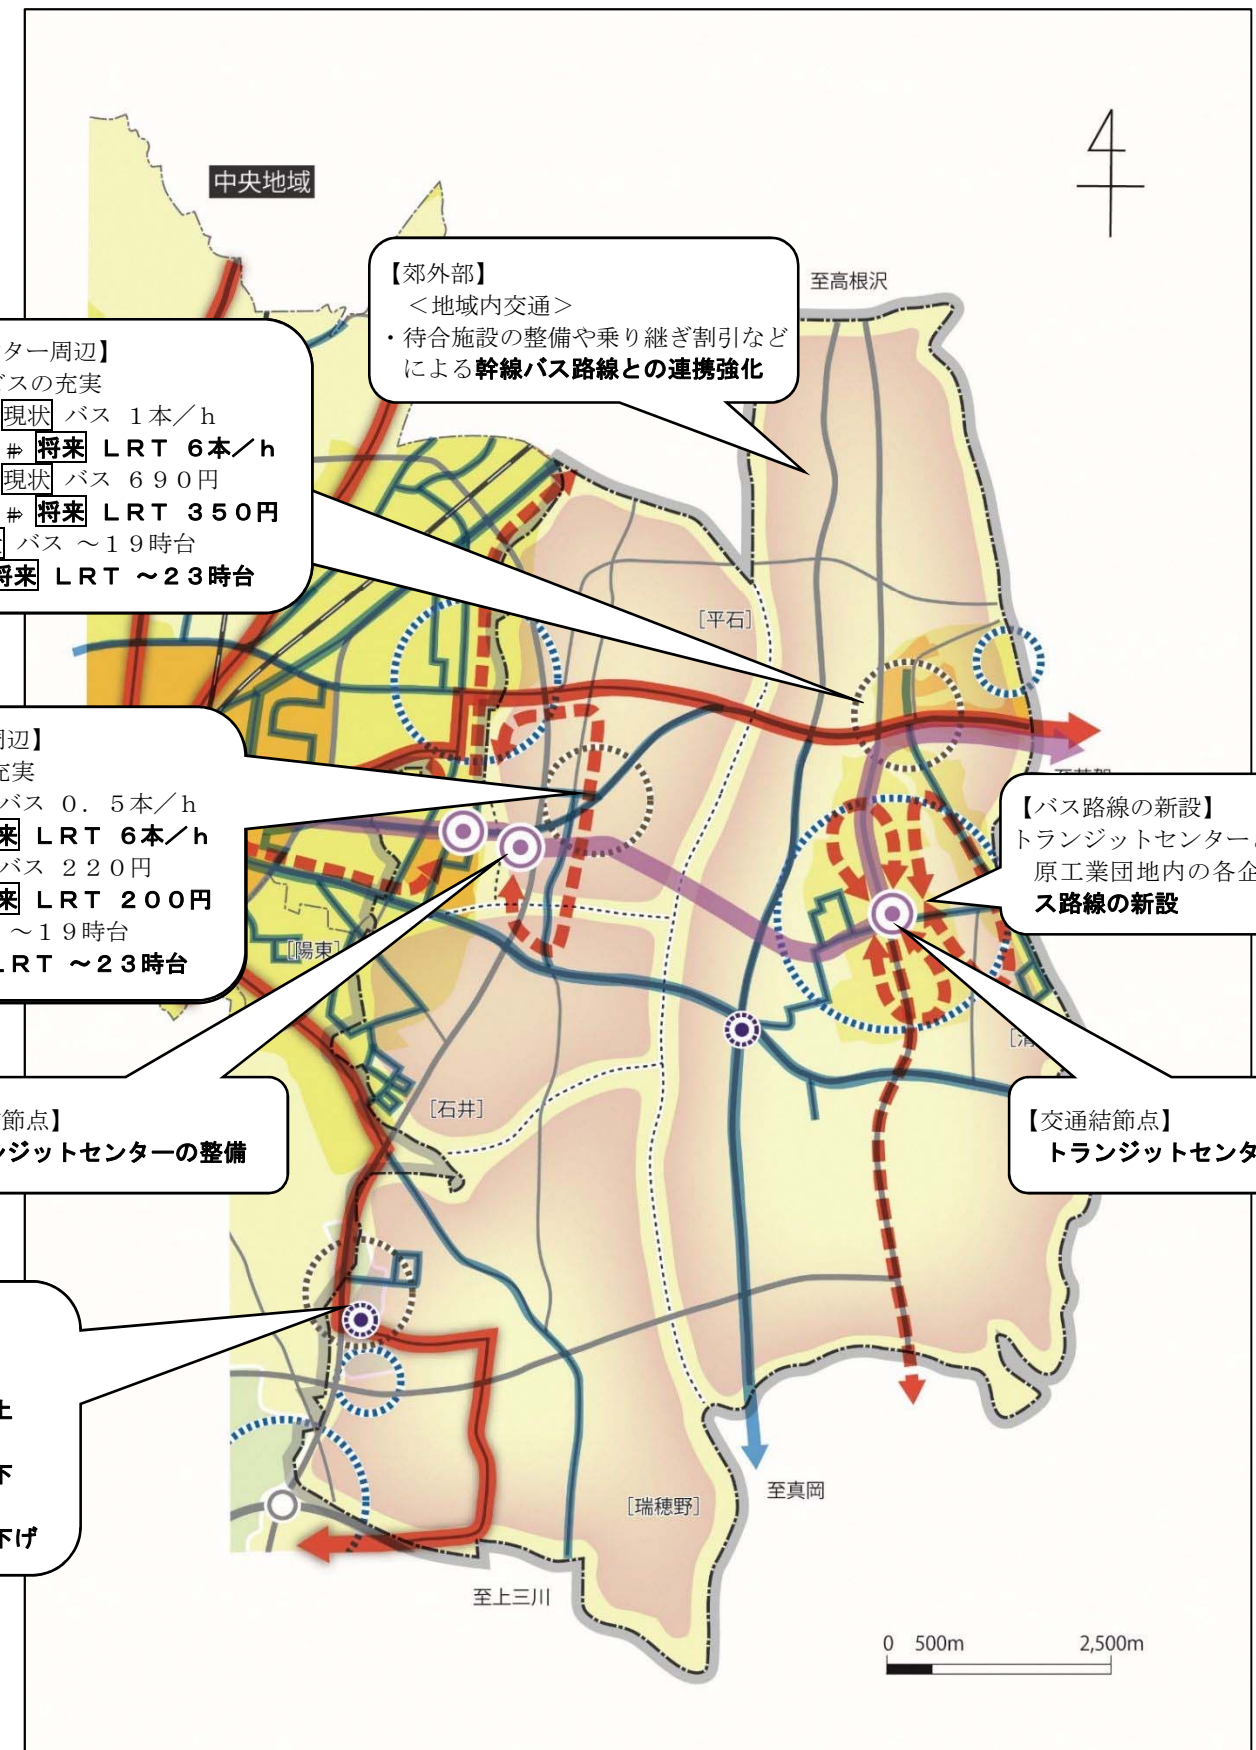 中央地域
至高根沢
【郊外部】
＜地域内交通＞
・待合施設の整備や乗り継ぎ割引など
による幹線バス路線との連携強化
ター周辺】
ビスの充実
現状 バス １本／ｈ
⇛ 将来 ＬＲＴ ６本／ｈ
現状 バス ６９０円
⇛ 将来 ＬＲＴ ３５０円
バス ～１９時台
将来 ＬＲＴ ～２３時台
［平石］
周辺】
充実
バス ０．５本／ｈ
来 ＬＲＴ ６本／ｈ
バス ２２０円
来 ＬＲＴ ２００円
～１９時台
ＬＲＴ ～２３時台
【バス路線の新設】
トランジットセンター
原工業団地内の各企
ス路線の新設
［陽東］
［清
［石井］
節点】
ンジットセンターの整備
【交通結節点】
トランジットセンタ
上
下
下げ
［瑞穂野］
至真岡
至上三川
0 500m 2,500m